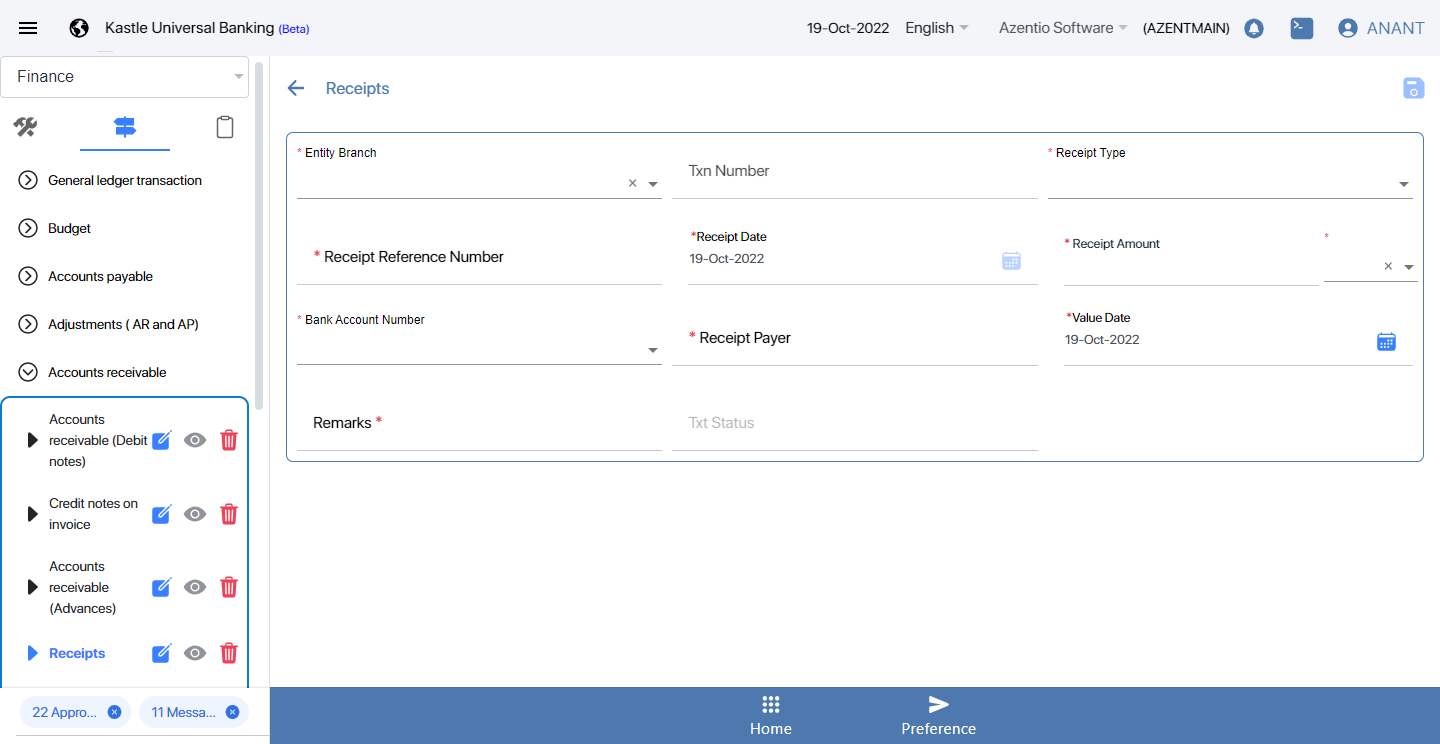 Kastle Universal Banking (Beta)
19-Oct-2022
English
Azentio Software
(AZENTMAIN)
ANANT
Finance
General ledger transaction
Budget
Accounts payable
Adjustments ( AR and AP)
Accounts receivable
Accounts
receivable (Debit
notes)
Credit notes on
invoice
Accounts
receivable
(Advances)
Receipts
22 Appro...
11 Messa...
Receipts
* Entity Branch
Txn Number
* Receipt Type
* Receipt Reference Number
*Receipt Date
19-Oct-2022
* Receipt Amount
*
* Bank Account Number
* Receipt Payer
*Value Date
19-Oct-2022
Remarks *
Txt Status
Home
Preference